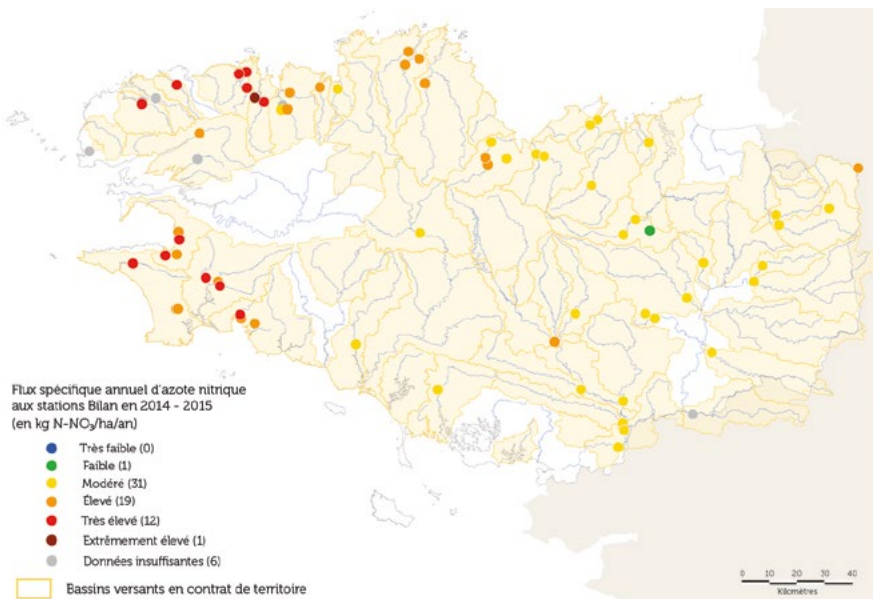 Flux spécifique annuel d'azote nitrique
aux stations Bilan en 2014 - 2015
(en kg N-NO₃/ha/an)
Très faible (0)
Faible (1)
Modéré (31)
Élevé (19)
Très élevé (12)
Extrêmement élevé (1)
Données insuffisantes (6)
Bassins versants en contrat de territoire
0 10 20 30 40
Kilomètres